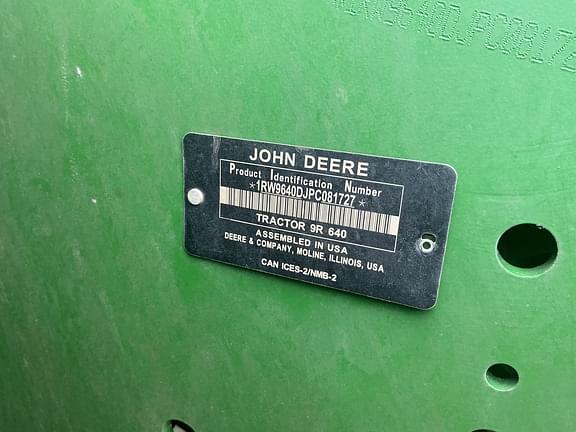 JOHN DEERE
Product Identification Number
*1RW9640DJPC081727*
TRACTOR 9R 640
ASSEMBLED IN USA
DEERE & COMPANY, MOLINE, ILLINOIS, USA
CAN ICES-2/NMB-2